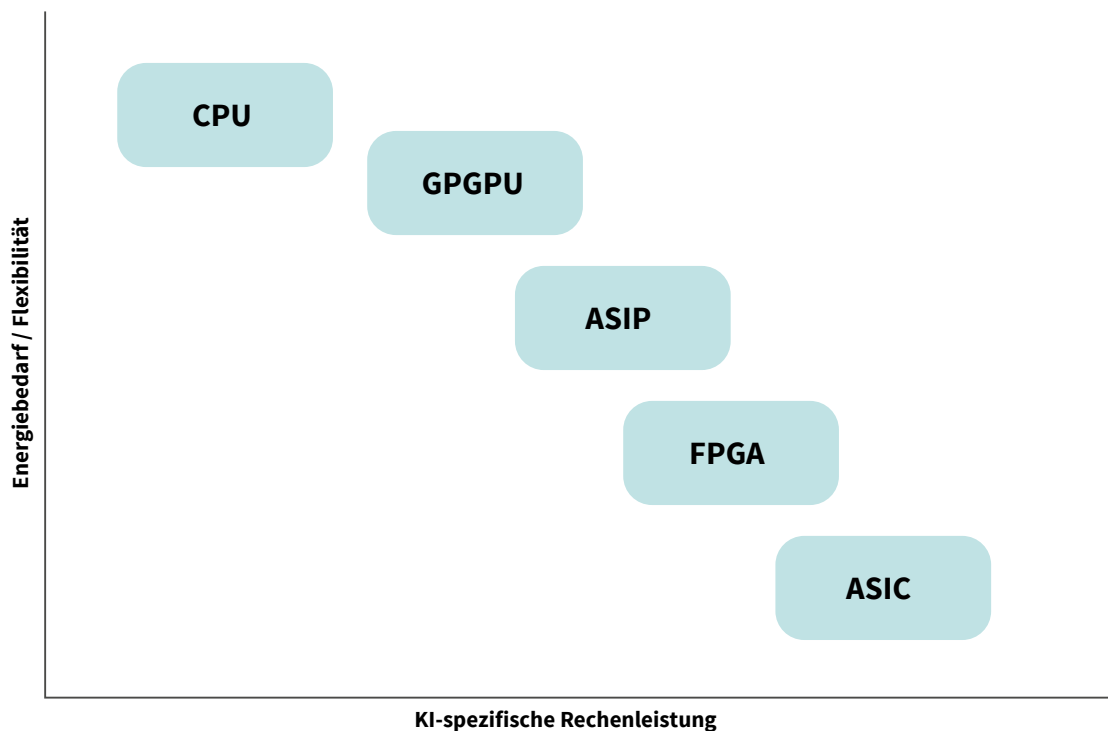 CPU
GPGPU
ASIP
FPGA
ASIC
Energiebedarf / Flexibilität
KI-spezifische Rechenleistung